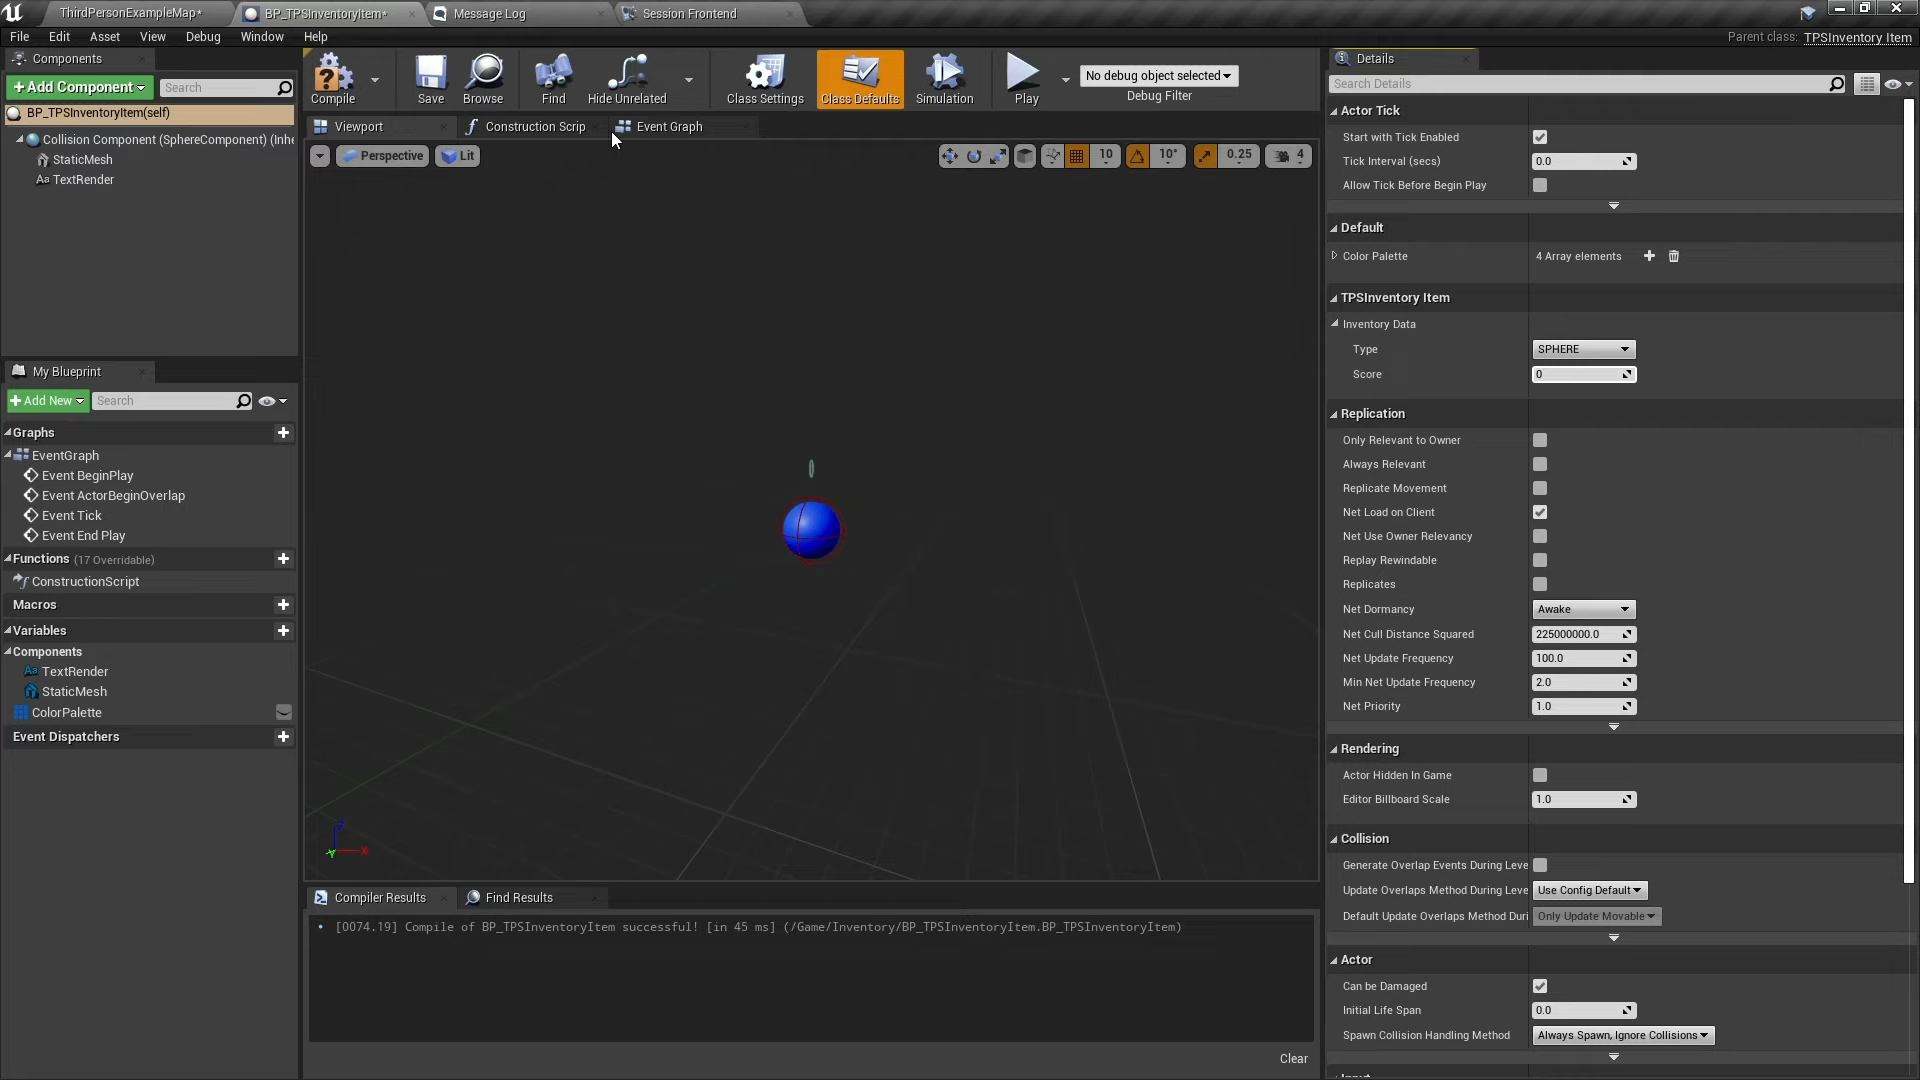 ThirdPersonExampleMap*
BP_TPSInventoryItem*
Message Log
Session Frontend
File Edit Asset View Debug Window Help
Parent class: TPSInventory Item
Components
+Add Component
Search
BP_TPSInventoryItem(self)
Collision Component (SphereComponent) (Inhe
StaticMesh
Aa TextRender
My Blueprint
+Add New
Search
Graphs
EventGraph
Event BeginPlay
Event ActorBeginOverlap
Event Tick
Event End Play
Functions (17 Overridable)
ConstructionScript
Macros
Variables
Components
Aa TextRender
StaticMesh
ColorPalette
Event Dispatchers
Compile Save Browse Find Hide Unrelated Class Settings Class Defaults Simulation Play
No debug object selected
Debug Filter
Viewport
Construction Scrip
Event Graph
Perspective
Lit
10
10°
0.25
4
Z
X
Y
Compiler Results
Find Results
[0074.19] Compile of BP_TPSInventoryItem successful! [in 45 ms] (/Game/Inventory/BP_TPSInventoryItem.BP_TPSInventoryItem)
Clear
Details
Search Details
Actor Tick
Start with Tick Enabled
Tick Interval (secs) 0.0
Allow Tick Before Begin Play
Default
Color Palette 4 Array elements
TPSInventory Item
Inventory Data
Type SPHERE
Score 0
Replication
Only Relevant to Owner
Always Relevant
Replicate Movement
Net Load on Client
Net Use Owner Relevancy
Replay Rewindable
Replicates
Net Dormancy Awake
Net Cull Distance Squared 225000000.0
Net Update Frequency 100.0
Min Net Update Frequency 2.0
Net Priority 1.0
Rendering
Actor Hidden In Game
Editor Billboard Scale 1.0
Collision
Generate Overlap Events During Leve
Update Overlaps Method During Leve Use Config Default
Default Update Overlaps Method Duri Only Update Movable
Actor
Can be Damaged
Initial Life Span 0.0
Spawn Collision Handling Method Always Spawn, Ignore Collisions